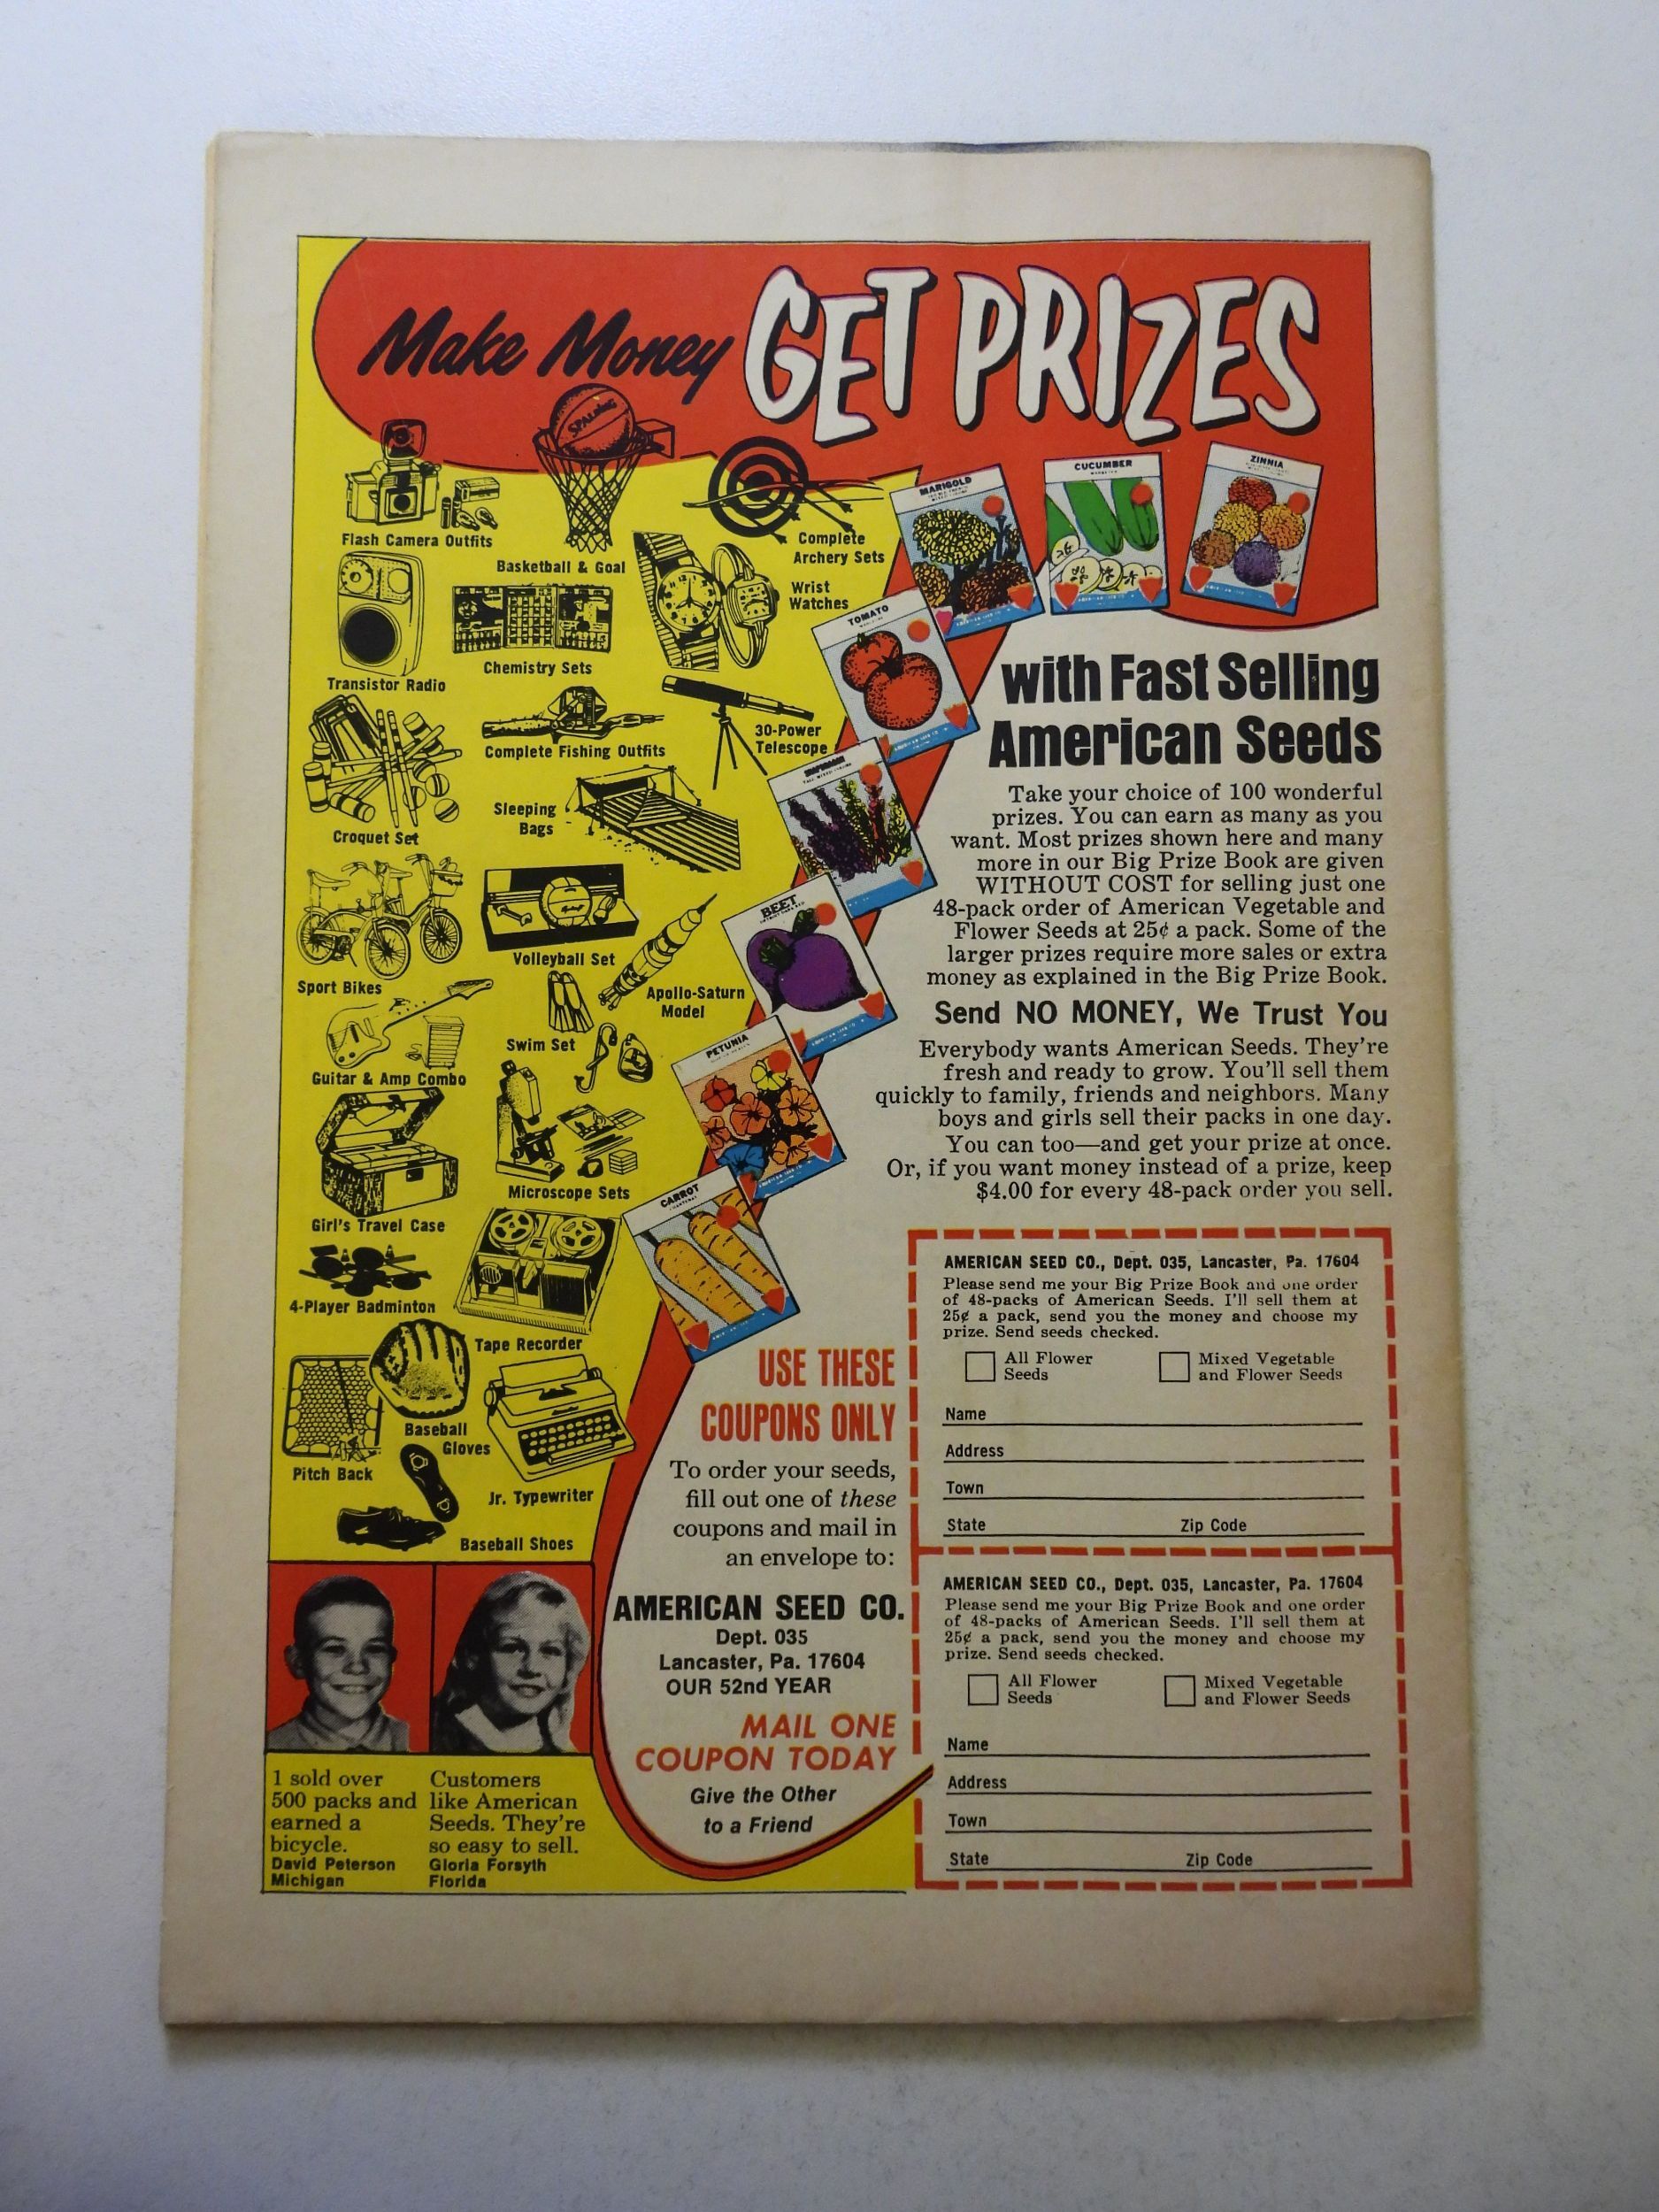 Make Money GET PRIZES
SPALDING
Flash Camera Outfits
Basketball & Goal
Complete
Archery Sets
Wrist
Watches
Transistor Radio
Chemistry Sets
Complete Fishing Outfits
30-Power
Telescope
Croquet Set
Sleeping
Bags
Sport Bikes
Volleyball Set
Apollo-Saturn
Model
Swim Set
Guitar & Amp Combo
Microscope Sets
Girl's Travel Case
4-Player Badminton
Tape Recorder
Baseball
Gloves
Pitch Back
Jr. Typewriter
Baseball Shoes
MARIGOLD
CUCUMBER
ZINNIA
TOMATO
BEET
PETUNIA
CARROT
with Fast Selling
American Seeds
Take your choice of 100 wonderful
prizes. You can earn as many as you
want. Most prizes shown here and many
more in our Big Prize Book are given
WITHOUT COST for selling just one
48-pack order of American Vegetable and
Flower Seeds at 25¢ a pack. Some of the
larger prizes require more sales or extra
money as explained in the Big Prize Book.
Send NO MONEY, We Trust You
Everybody wants American Seeds. They're
fresh and ready to grow. You'll sell them
quickly to family, friends and neighbors. Many
boys and girls sell their packs in one day.
You can too—and get your prize at once.
Or, if you want money instead of a prize, keep
$4.00 for every 48-pack order you sell.
USE THESE
COUPONS ONLY
To order your seeds,
fill out one of these
coupons and mail in
an envelope to:
AMERICAN SEED CO.
Dept. 035
Lancaster, Pa. 17604
OUR 52nd YEAR
MAIL ONE
COUPON TODAY
Give the Other
to a Friend
AMERICAN SEED CO., Dept. 035, Lancaster, Pa. 17604
Please send me your Big Prize Book and one order
of 48-packs of American Seeds. I'll sell them at
25¢ a pack, send you the money and choose my
prize. Send seeds checked.
All Flower
Seeds
Mixed Vegetable
and Flower Seeds
Name
Address
Town
State Zip Code
AMERICAN SEED CO., Dept. 035, Lancaster, Pa. 17604
Please send me your Big Prize Book and one order
of 48-packs of American Seeds. I'll sell them at
25¢ a pack, send you the money and choose my
prize. Send seeds checked.
All Flower
Seeds
Mixed Vegetable
and Flower Seeds
Name
Address
Town
State Zip Code
1 sold over
500 packs and
earned a
bicycle.
David Peterson
Michigan
Customers
like American
Seeds. They're
so easy to sell.
Gloria Forsyth
Florida